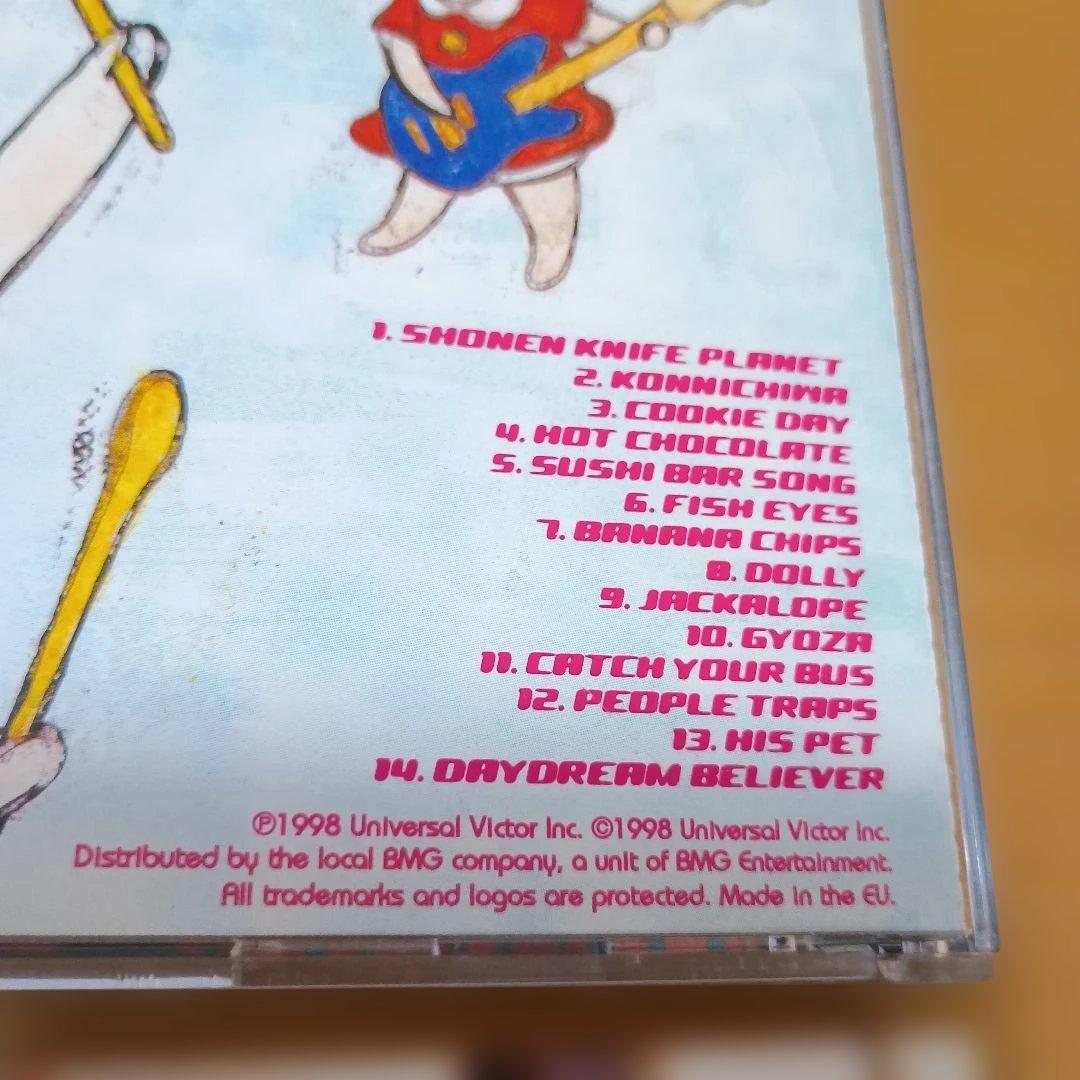 1. SHONEN KNIFE PLANET
2. KONNICHIWA
3. COOKIE DAY
4. HOT CHOCOLATE
5. SUSHI BAR SONG
6. FISH EYES
7. BANANA CHIPS
8. DOLLY
9. JACKALOPE
10. GYOZA
11. CATCH YOUR BUS
12. PEOPLE TRAPS
13. HIS PET
14. DAYDREAM BELIEVER
℗1998 Universal Victor Inc. ©1998 Universal Victor Inc.
Distributed by the local BMG company, a unit of BMG Entertainment.
All trademarks and logos are protected. Made in the EU.